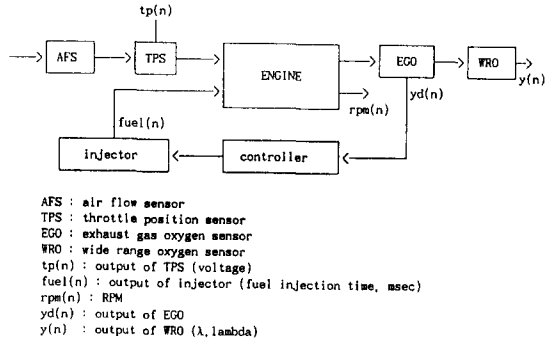 tp(n)
AFS
TPS
ENGINE
EGO
WRO
y(n)
rpm(n)
yd(n)
fuel(n)
injector
controller
AFS : air flow sensor
TPS : throttle position sensor
EGO : exhaust gas oxygen sensor
WRO : wide range oxygen sensor
tp(n) : output of TPS (voltage)
fuel(n) : output of injector (fuel injection time, msec)
rpm(n) : RPM
yd(n) : output of EGO
y(n) : output of WRO (λ, lambda)